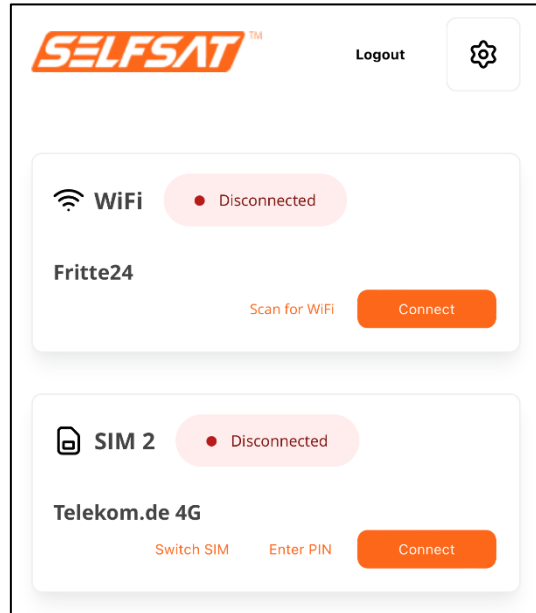 SELFSAT™
Logout
WiFi
Disconnected
Fritte24
Scan for WiFi
Connect
SIM 2
Disconnected
Telekom.de 4G
Switch SIM
Enter PIN
Connect